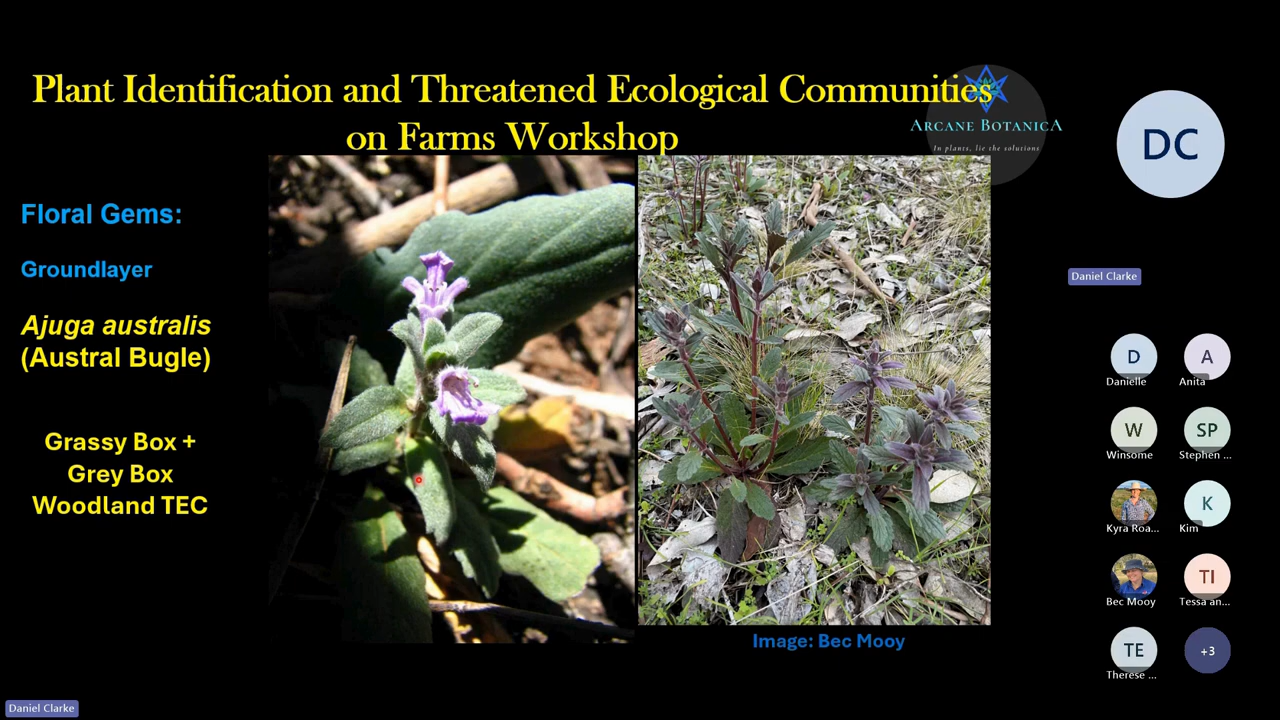 Plant Identification and Threatened Ecological Communities
on Farms Workshop
ARCANE BOTANICA
In plants, lie the solutions
DC
Floral Gems:
Groundlayer
Ajuga australis
(Austral Bugle)
Grassy Box +
Grey Box
Woodland TEC
Image: Bec Mooy
Daniel Clarke
D
A
Danielle
Anita
W
SP
Winsome
Stephen ...
K
Kyra Roa...
Kim
TI
Bec Mooy
Tessa an...
TE
+3
Therese ...
Daniel Clarke